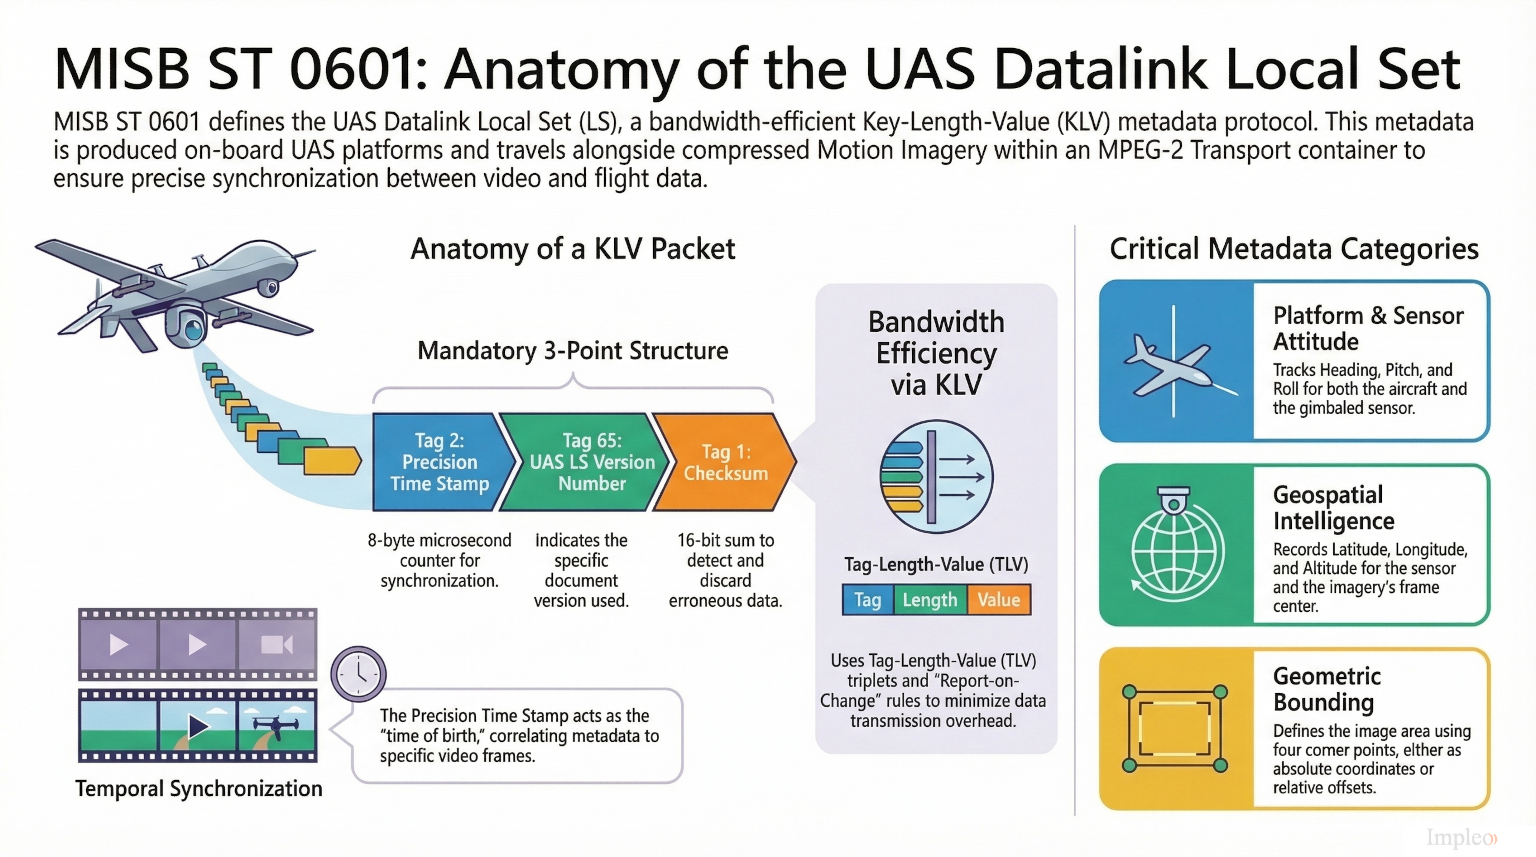 MISB ST 0601: Anatomy of the UAS Datalink Local Set
MISB ST 0601 defines the UAS Datalink Local Set (LS), a bandwidth-efficient Key-Length-Value (KLV) metadata protocol. This metadata
is produced on-board UAS platforms and travels alongside compressed Motion Imagery within an MPEG-2 Transport container to
ensure precise synchronization between video and flight data.
Anatomy of a KLV Packet
Mandatory 3-Point Structure
Tag 2:
Precision
Time Stamp
Tag 65:
UAS LS Version
Number
Tag 1:
Checksum
8-byte microsecond
counter for
synchronization.
Indicates the
specific
document
version used.
16-bit sum to
detect and
discard
erroneous data.
The Precision Time Stamp acts as the
"time of birth," correlating metadata to
specific video frames.
Temporal Synchronization
Bandwidth
Efficiency
via KLV
Tag-Length-Value (TLV)
Tag Length Value
Uses Tag-Length-Value (TLV)
triplets and "Report-on-
Change" rules to minimize data
transmission overhead.
Critical Metadata Categories
Platform & Sensor
Attitude
Tracks Heading, Pitch, and
Roll for both the aircraft and
the gimbaled sensor.
Geospatial
Intelligence
Records Latitude, Longitude,
and Altitude for the sensor
and the imagery's frame
center.
Geometric
Bounding
Defines the image area using
four corner points, either as
absolute coordinates or
relative offsets.
Impleo